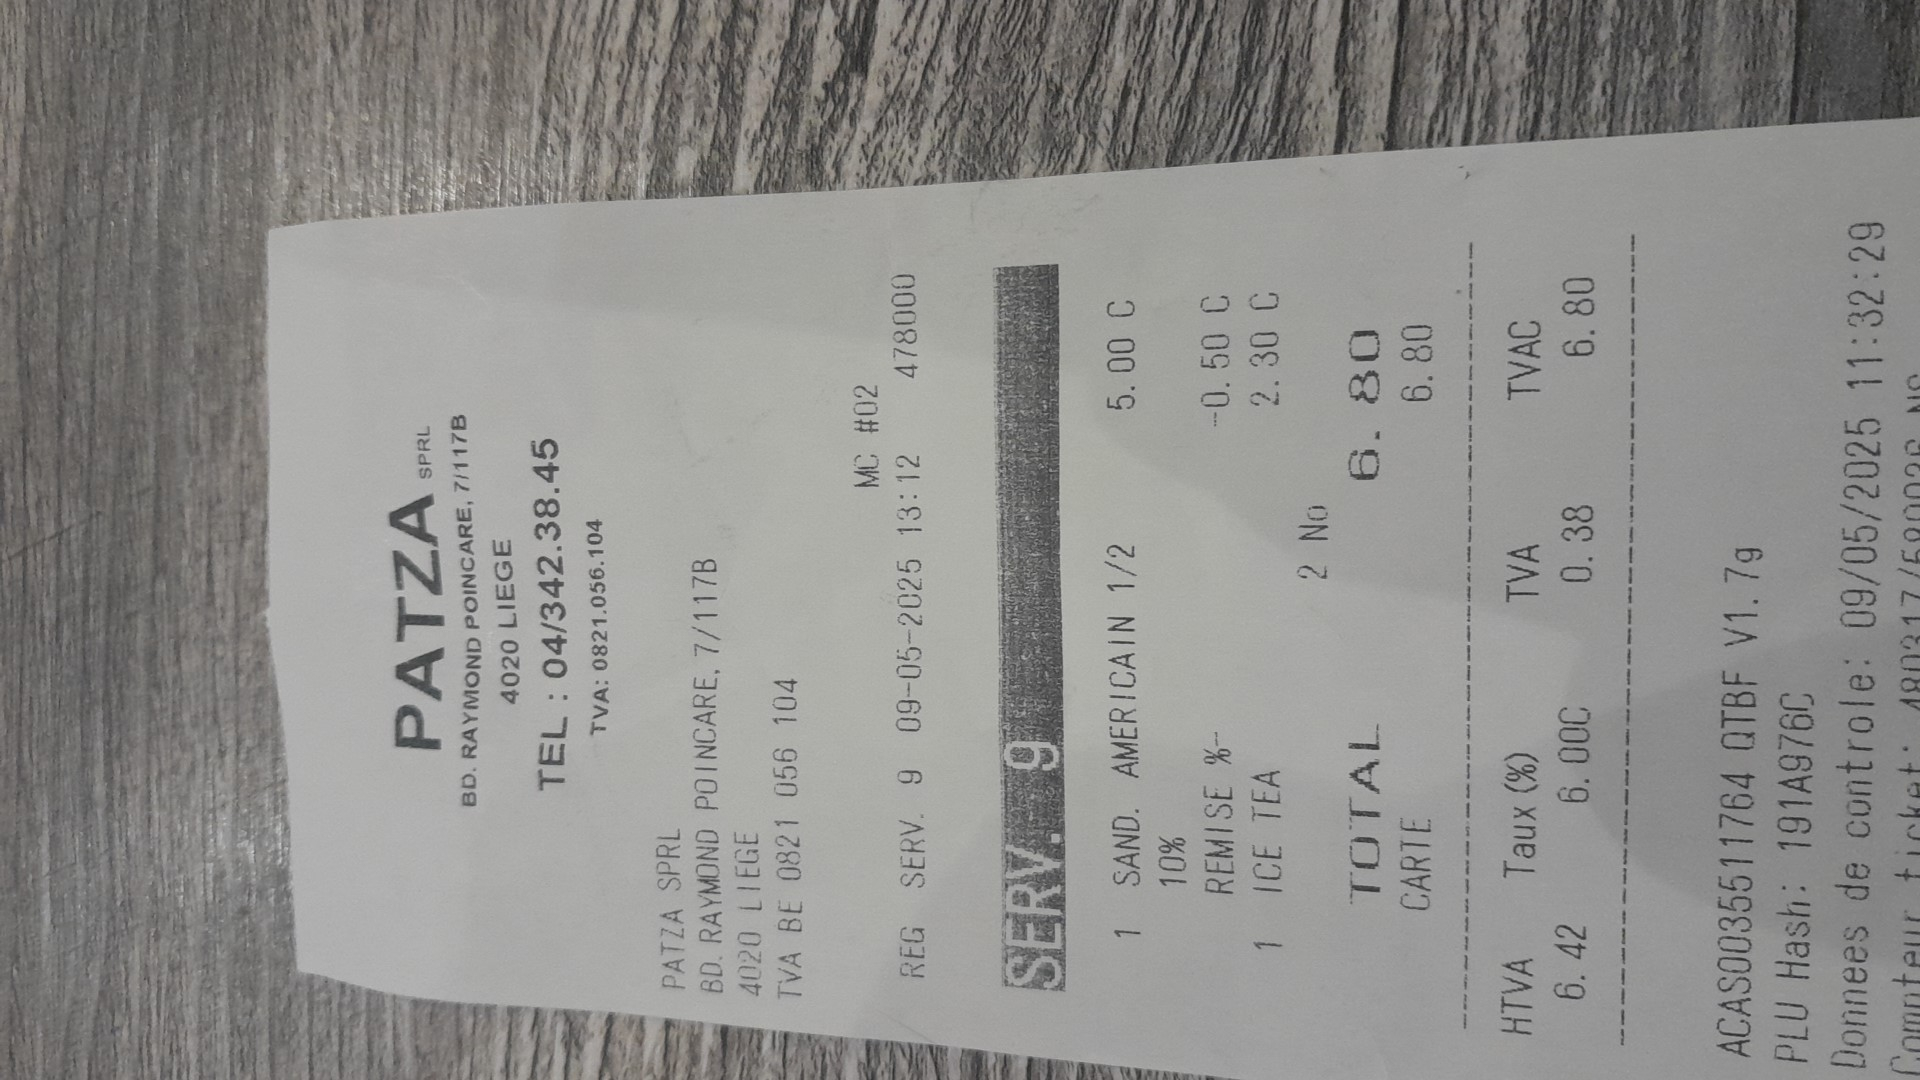 PATZA SPRL
BD. RAYMOND POINCARE, 7/117B
4020 LIEGE
TEL : 04/342.38.45
TVA: 0821.056.104
PATZA SPRL
BD. RAYMOND POINCARE, 7/117B
4020 LIEGE
TVA BE 0821 056 104
MC #02
REG SERV. 9 09-05-2025 13:12 478000
SERV. 9
1 SAND. AMERICAIN 1/2 5.00 C
10%
REMISE %- -0.50 C
1 ICE TEA 2.30 C
2 No
TOTAL 6.80
CARTE 6.80
HTVA Taux(%) TVA TVAC
6.42 6.00C 0.38 6.80
ACAS0035511764 QTBF V1.7g
PLU Hash: 191A976C
Donnees de controle: 09/05/2025 11:32:29
Compteur ticket: